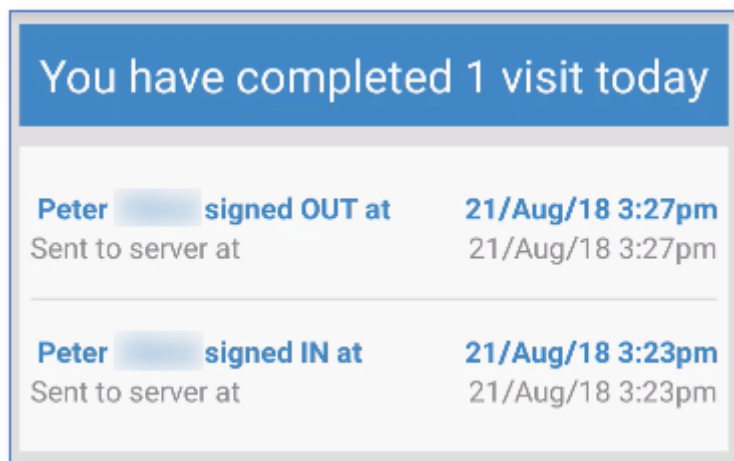 You have completed 1 visit today
Peter signed OUT at 21/Aug/18 3:27pm
Sent to server at 21/Aug/18 3:27pm
Peter signed IN at 21/Aug/18 3:23pm
Sent to server at 21/Aug/18 3:23pm